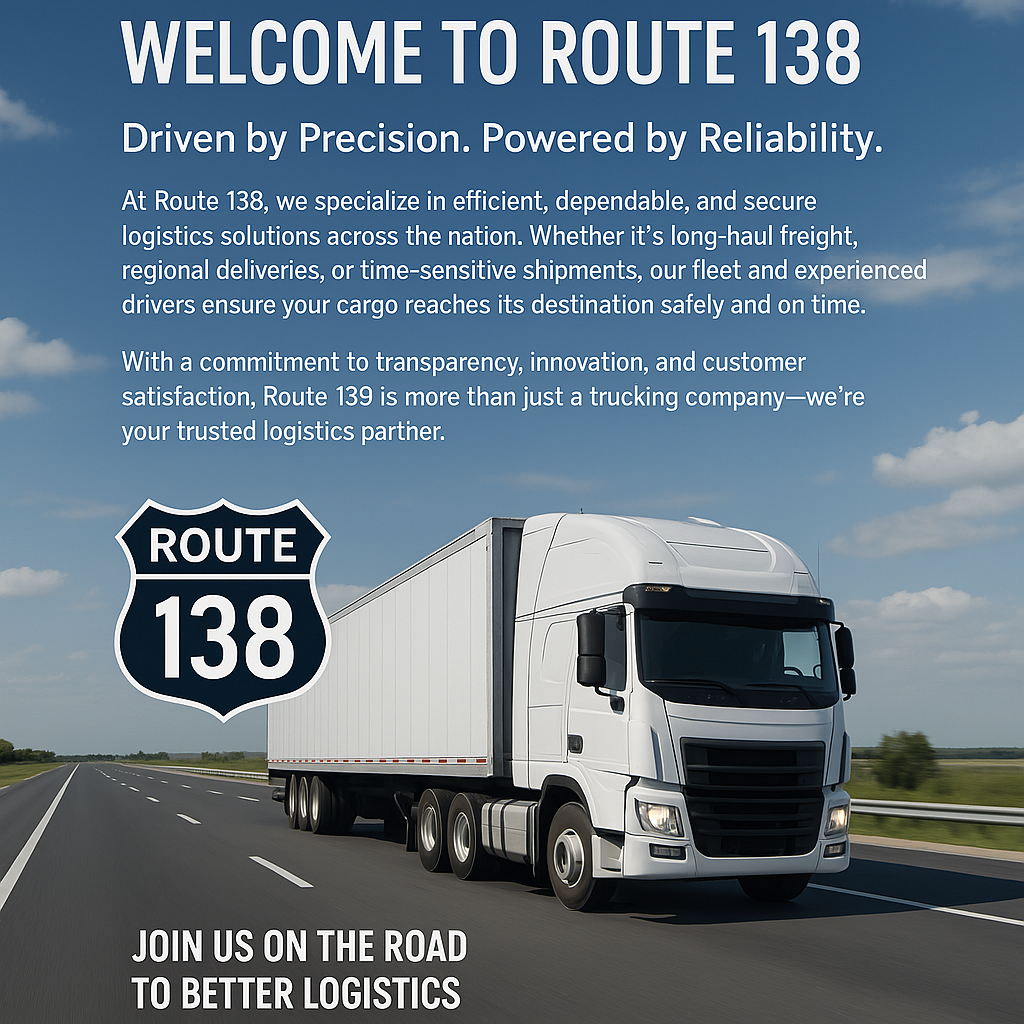 WELCOME TO ROUTE 138
Driven by Precision. Powered by Reliability.
At Route 138, we specialize in efficient, dependable, and secure
logistics solutions across the nation. Whether it's long-haul freight,
regional deliveries, or time-sensitive shipments, our fleet and experienced
drivers ensure your cargo reaches its destination safely and on time.
With a commitment to transparency, innovation, and customer
satisfaction, Route 139 is more than just a trucking company—we're
your trusted logistics partner.
ROUTE
138
JOIN US ON THE ROAD
TO BETTER LOGISTICS